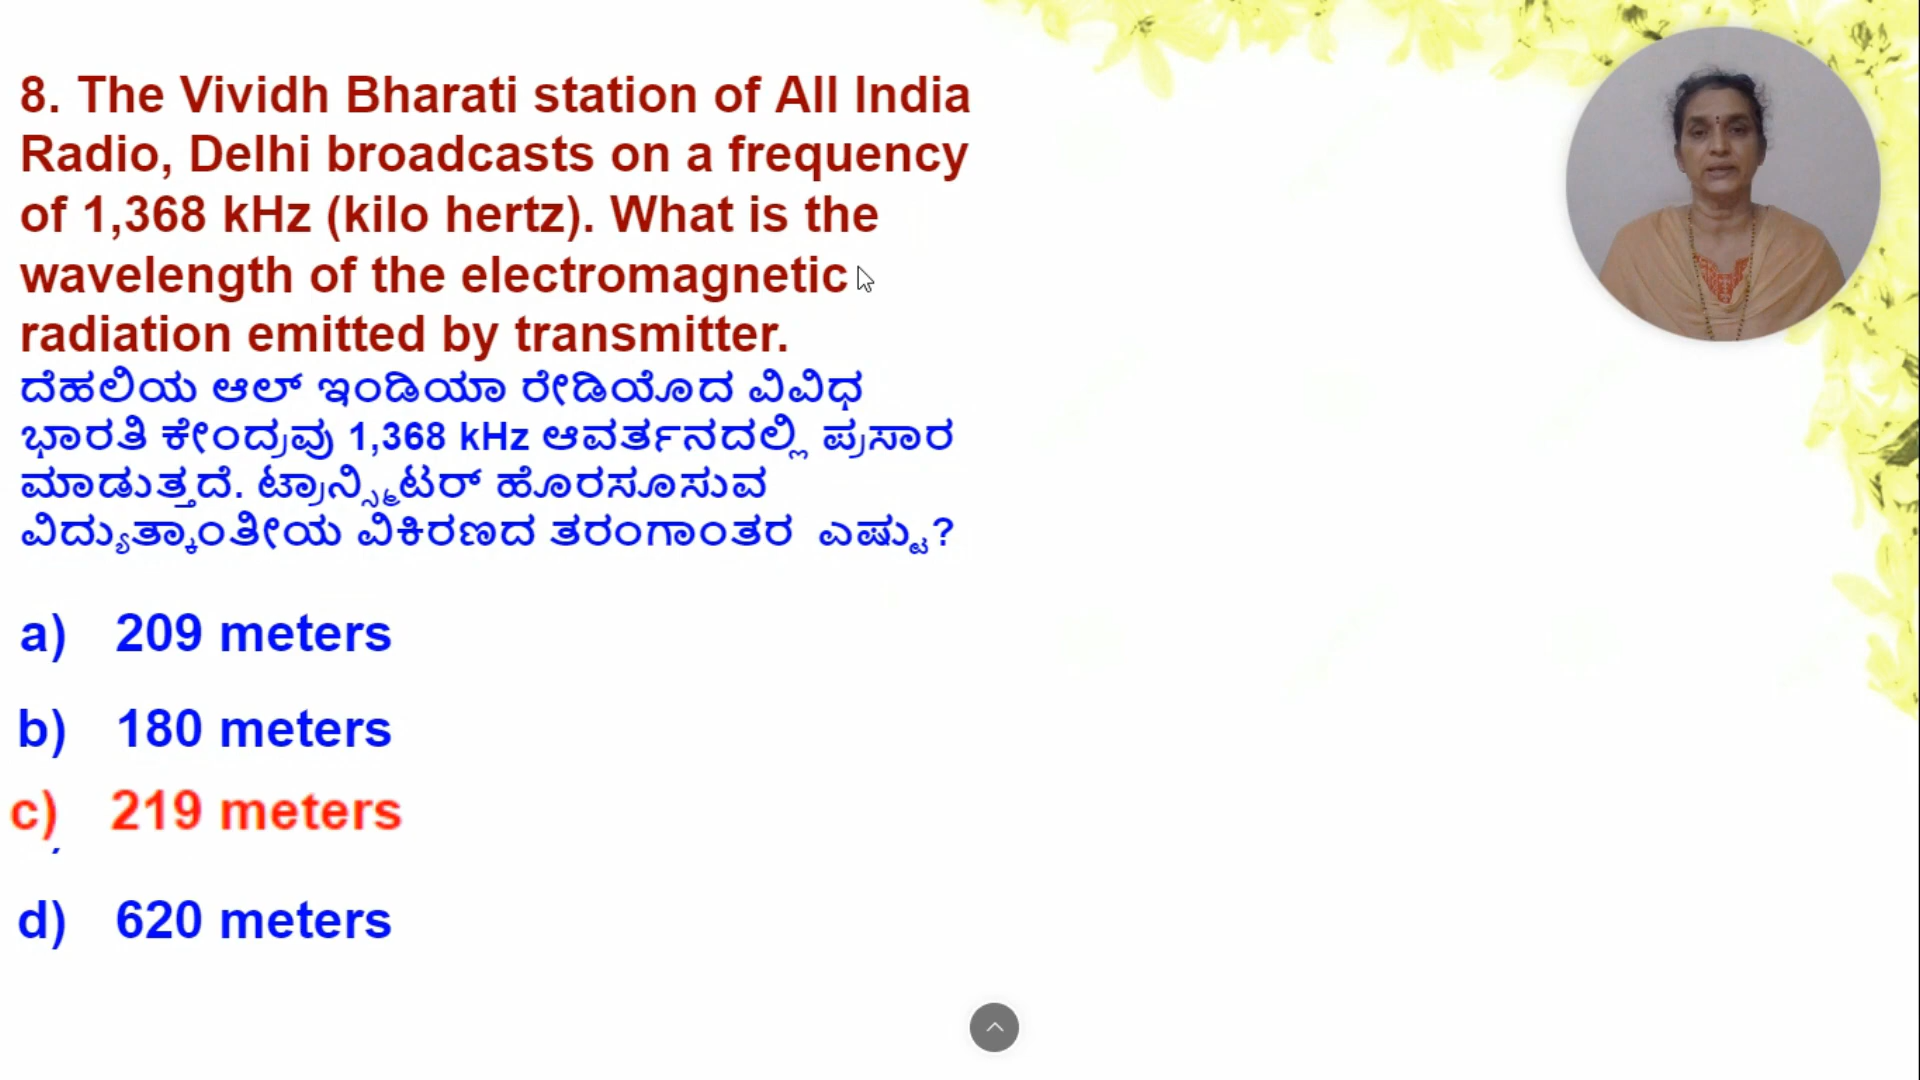 8. The Vividh Bharati station of All India
Radio, Delhi broadcasts on a frequency
of 1,368 kHz (kilo hertz). What is the
wavelength of the electromagnetic
radiation emitted by transmitter.
ದೆಹಲಿಯ ಆಲ್ ಇಂಡಿಯಾ ರೇಡಿಯೊದ ವಿವಿಧ
ಭಾರತಿ ಕೇಂದ್ರವು 1,368 kHz ಆವರ್ತನದಲ್ಲಿ ಪ್ರಸಾರ
ಮಾಡುತ್ತದೆ. ಟ್ರಾನ್ಸ್ಮಿಟರ್ ಹೊರಸೂಸುವ
ವಿದ್ಯುತ್ಕಾಂತೀಯ ವಿಕಿರಣದ ತರಂಗಾಂತರ ಎಷ್ಟು?
a) 209 meters
b) 180 meters
c) 219 meters
d) 620 meters